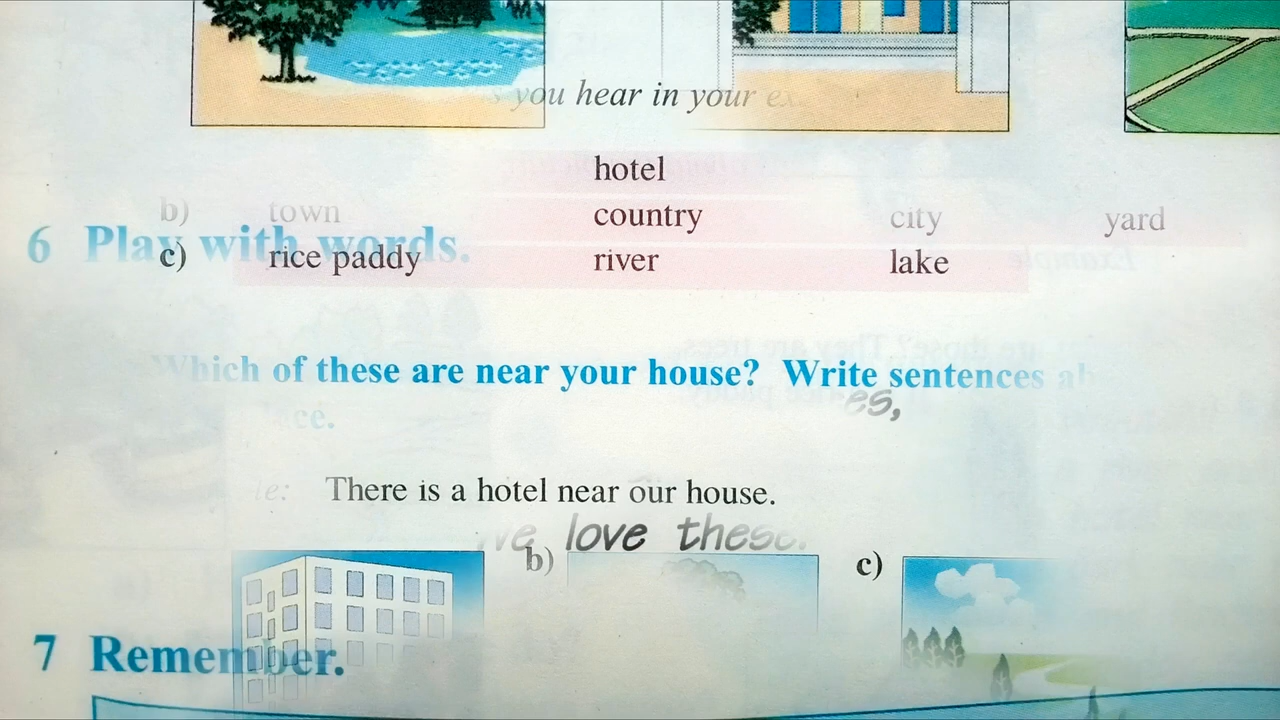 you hear in your
hotel
b) town country city yard
6 Play with words.
c) rice paddy river lake
Which of these are near your house? Write sentences
There is a hotel near our house.
We love these.
b) c)
7 Remember.